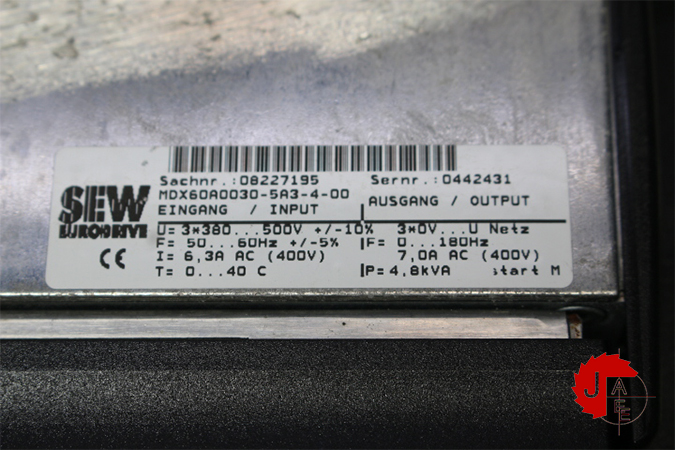 Sachnr.:08227195 Sernr.:0442431
MDX60A0030-5A3-4-00
SEW
EURODRIVE
EINGANG / INPUT AUSGANG / OUTPUT
U= 3*380...500V +/-10% 3*0V...U Netz
F= 50...60Hz +/-5% F= 0...180Hz
I= 6,3A AC (400V) 7,0A AC (400V)
T= 0...40 C P= 4,8kVA start M
CE
J
A